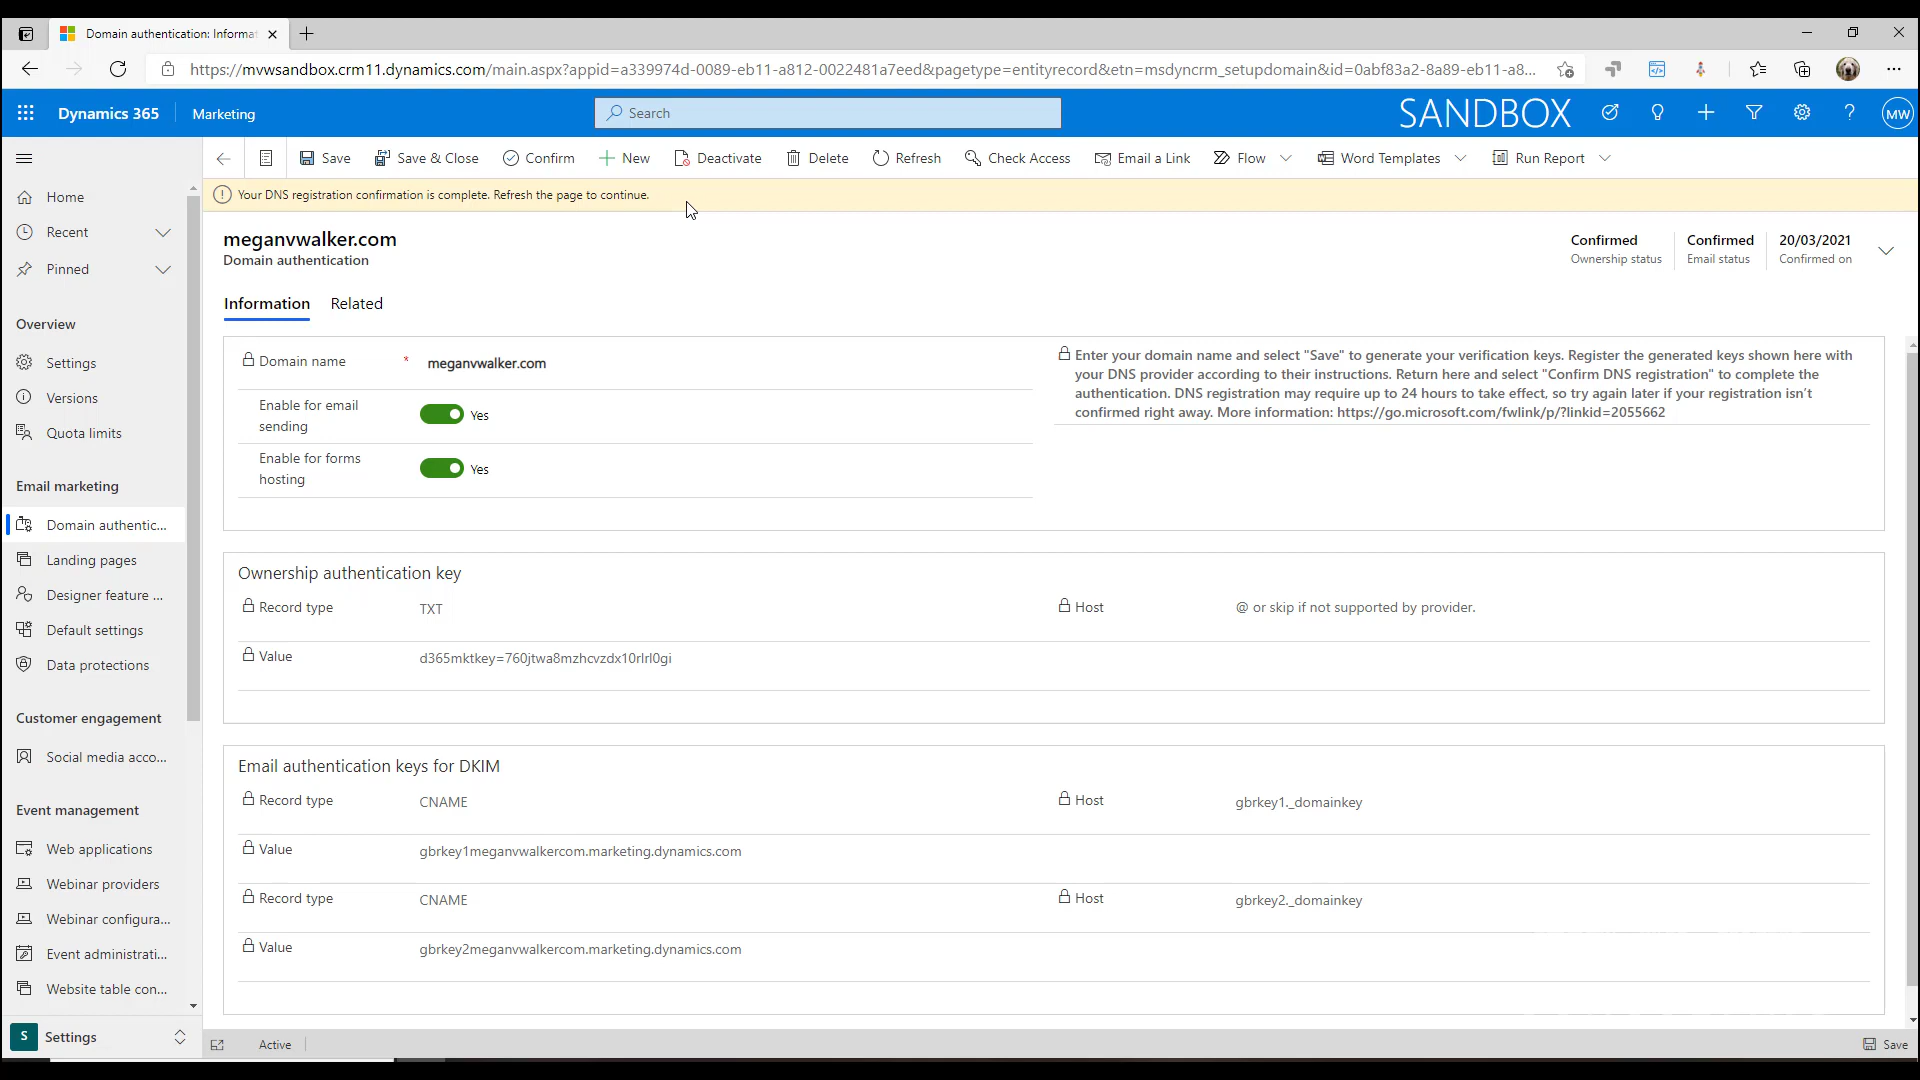 Domain authentication: Informat
https://mvwsandbox.crm11.dynamics.com/main.aspx?appid=a339974d-0089-eb11-a812-0022481a7eed&pagetype=entityrecord&etn=msdyncrm_setupdomain&id=0abf83a2-8a89-eb11-a8...
Dynamics 365 Marketing Search SANDBOX MW
Save Save & Close Confirm New Deactivate Delete Refresh Check Access Email a Link Flow Word Templates Run Report
Your DNS registration confirmation is complete. Refresh the page to continue.
Home
Recent
Pinned
Overview
Settings
Versions
Quota limits
Email marketing
Domain authentic...
Landing pages
Designer feature ...
Default settings
Data protections
Customer engagement
Social media acco...
Event management
Web applications
Webinar providers
Webinar configura...
Event administrati...
Website table con...
S Settings
meganvwalker.com
Domain authentication
Confirmed Confirmed 20/03/2021
Ownership status Email status Confirmed on
Information Related
Domain name * meganvwalker.com
Enable for email
sending
Yes
Enable for forms
hosting
Yes
Enter your domain name and select "Save" to generate your verification keys. Register the generated keys shown here with
your DNS provider according to their instructions. Return here and select "Confirm DNS registration" to complete the
authentication. DNS registration may require up to 24 hours to take effect, so try again later if your registration isn't
confirmed right away. More information: https://go.microsoft.com/fwlink/p/?linkid=2055662
Ownership authentication key
Record type TXT Host @ or skip if not supported by provider.
Value d365mktkey=760jtwa8mzhcvzdx10rlrl0gi
Email authentication keys for DKIM
Record type CNAME Host gbrkey1._domainkey
Value gbrkey1meganvwalkercom.marketing.dynamics.com
Record type CNAME Host gbrkey2._domainkey
Value gbrkey2meganvwalkercom.marketing.dynamics.com
Active Save